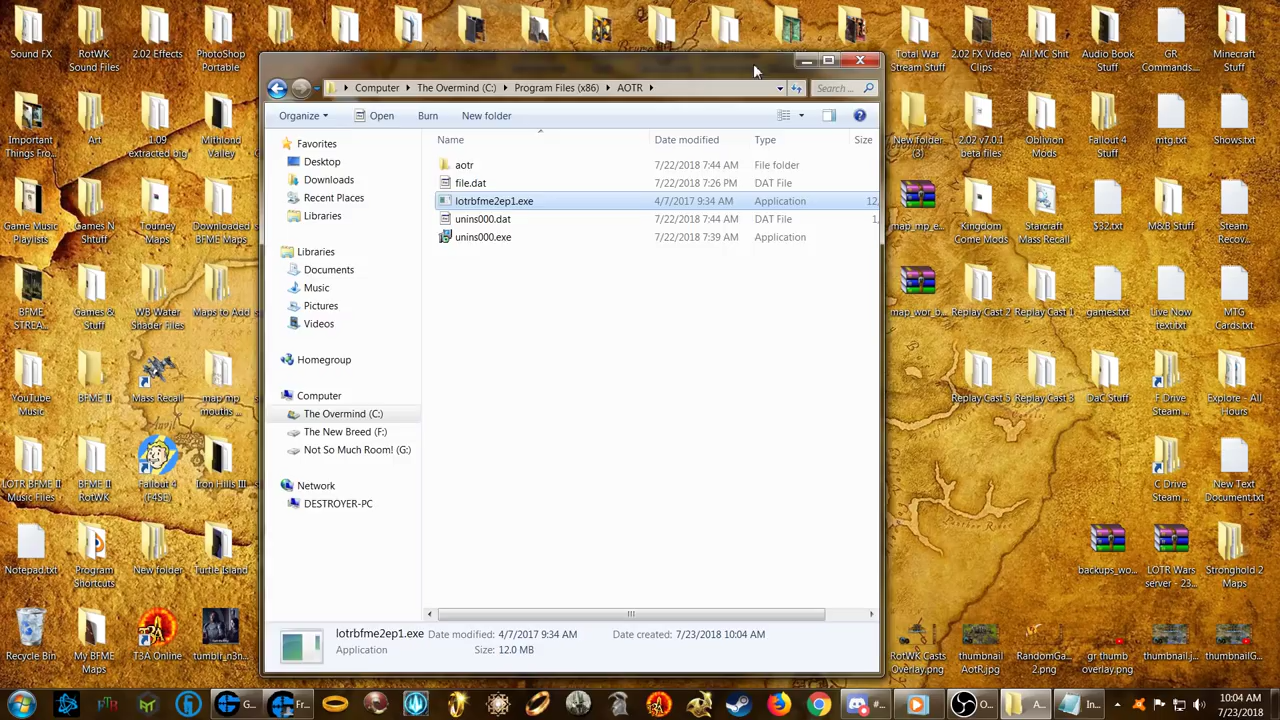 Sound FX
RotWK
Sound Files
2.02 Effects
PhotoShop
Portable
Total War
Stream Stuff
2.02 FX Video
Clips
All MC Shit
Audio Book
Stuff
GR
Commands....
Minecraft
Stuff
Computer
The Overmind (C:)
Program Files (x86)
AOTR
Search...
Organize
Open
Burn
New folder
Name
Date modified
Type
Size
aotr
7/22/2018 7:44 AM
File folder
file.dat
7/22/2018 7:26 PM
DAT File
lotrbfme2ep1.exe
4/7/2017 9:34 AM
Application
12,
unins000.dat
7/22/2018 7:44 AM
DAT File
1,
unins000.exe
7/22/2018 7:39 AM
Application
Favorites
Desktop
Downloads
Recent Places
Libraries
Libraries
Documents
Music
Pictures
Videos
Homegroup
Computer
The Overmind (C:)
The New Breed (F:)
Not So Much Room! (G:)
Network
DESTROYER-PC
Important
Things Fro...
Art
1.09
extracted big
Mithlond
Valley
New folder
(3)
2.02 v7.0.1
beta files
Oblivion
Mods
Fallout 4
Stuff
mtg.txt
Shows.txt
Game Music
Playlists
Games N
Shtuff
Tourney
Maps
Downloaded
BFME Maps
map_mp_e...
Kingdom
Come Mods
Starcraft
Mass Recall
$32.txt
M&B Stuff
Steam
Recov...
BFME
STREA...
Games &
Stuff
WB Water
Shader Files
Maps to Add
map_wor_b...
Replay Cast 2
Replay Cast 1
games.txt
Live Now
text.txt
MTG
Cards.txt
YouTube
Music
BFME II
Mass Recall
map mp
mouths ...
Replay Cast 5
Replay Cast 3
DaC Stuff
F Drive
Steam ...
Explore - All
Hours
LOTR BFME II
Music Files
BFME II
RotWK
Fallout 4
(F4SE)
Iron Hills III
C Drive
Steam ...
New Text
Document.txt
Notepad.txt
Program
Shortcuts
New folder
Turtle Island
backups_wo...
LOTR Wars
server - 23...
Stronghold 2
Maps
Recycle Bin
My BFME
Maps
T3A Online
tumblr_n3n...
RotWK Casts
Overlay.png
thumbnail
AotR.jpg
RandomGa...
2.png
gr thumb
overlay.png
thumbnail.j...
thumbnailG...
lotrbfme2ep1.exe
Date modified: 4/7/2017 9:34 AM
Date created: 7/23/2018 10:04 AM
Application
Size: 12.0 MB
G...
Fr...
#...
O...
A...
In...
10:04 AM
7/23/2018